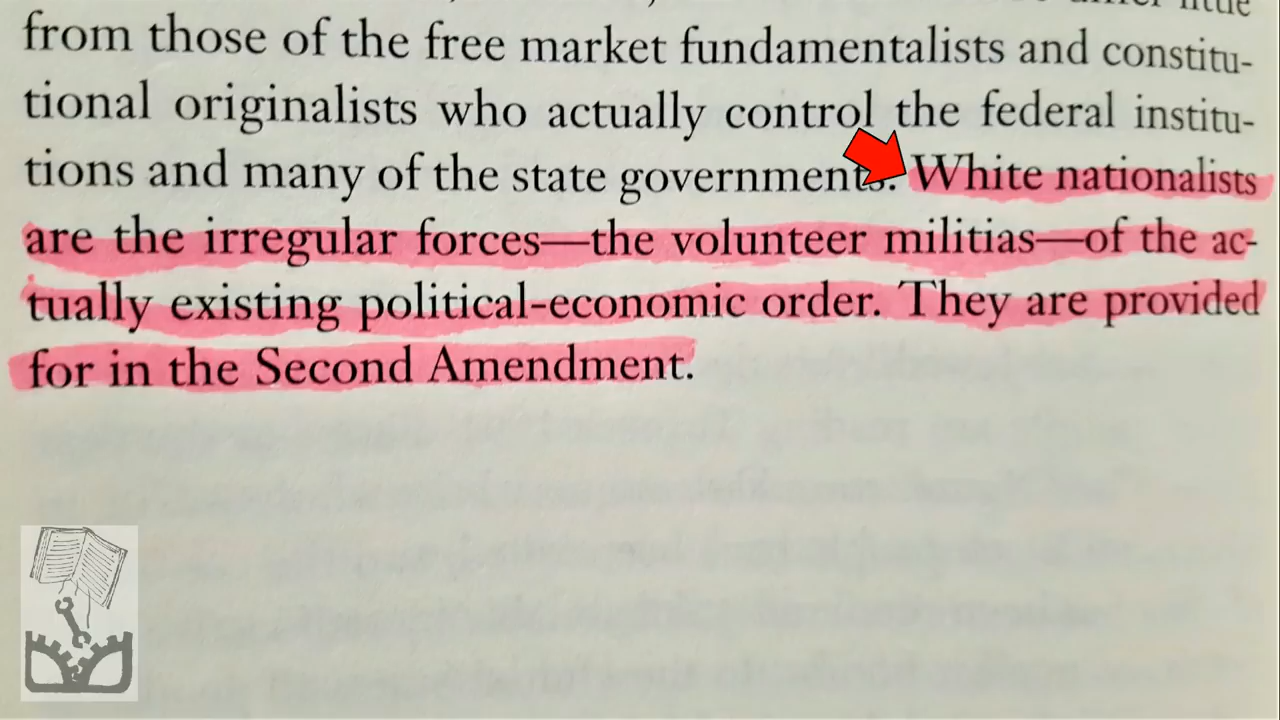 from those of the free market fundamentalists and constitu-
tional originalists who actually control the federal institu-
tions and many of the state governments. White nationalists
are the irregular forces—the volunteer militias—of the ac-
tually existing political-economic order. They are provided
for in the Second Amendment.